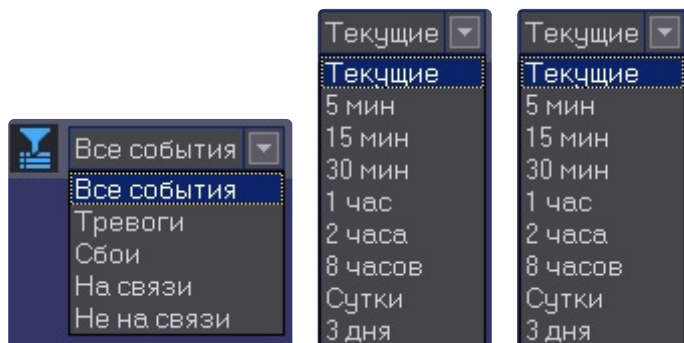 Все события
Все события
Тревоги
Сбои
На связи
Не на связи
Текущие
Текущие
5 мин
15 мин
30 мин
1 час
2 часа
8 часов
Сутки
3 дня
Текущие
Текущие
5 мин
15 мин
30 мин
1 час
2 часа
8 часов
Сутки
3 дня